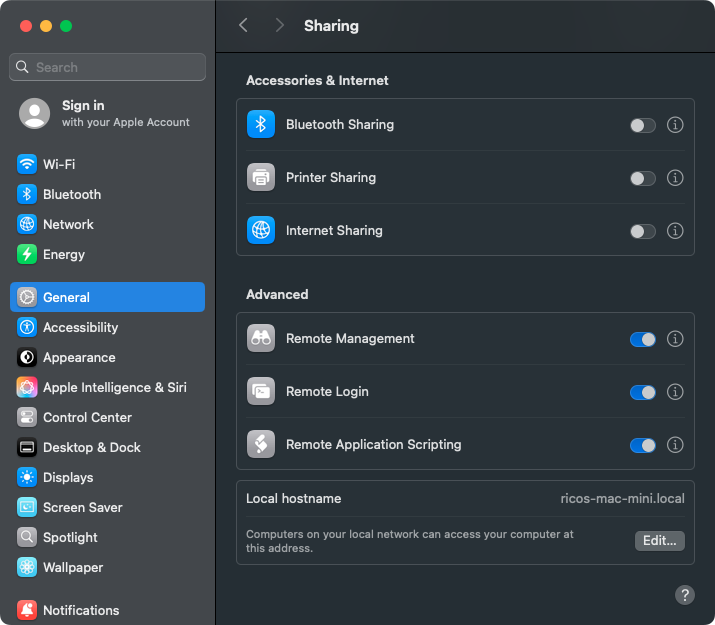 Search
Sign in
with your Apple Account
Wi-Fi
Bluetooth
Network
Energy
General
Accessibility
Appearance
Apple Intelligence & Siri
Control Center
Desktop & Dock
Displays
Screen Saver
Spotlight
Wallpaper
Notifications
Sharing
Accessories & Internet
Bluetooth Sharing
Printer Sharing
Internet Sharing
Advanced
Remote Management
Remote Login
Remote Application Scripting
Local hostname
ricos-mac-mini.local
Computers on your local network can access your computer at
this address.
Edit...
?